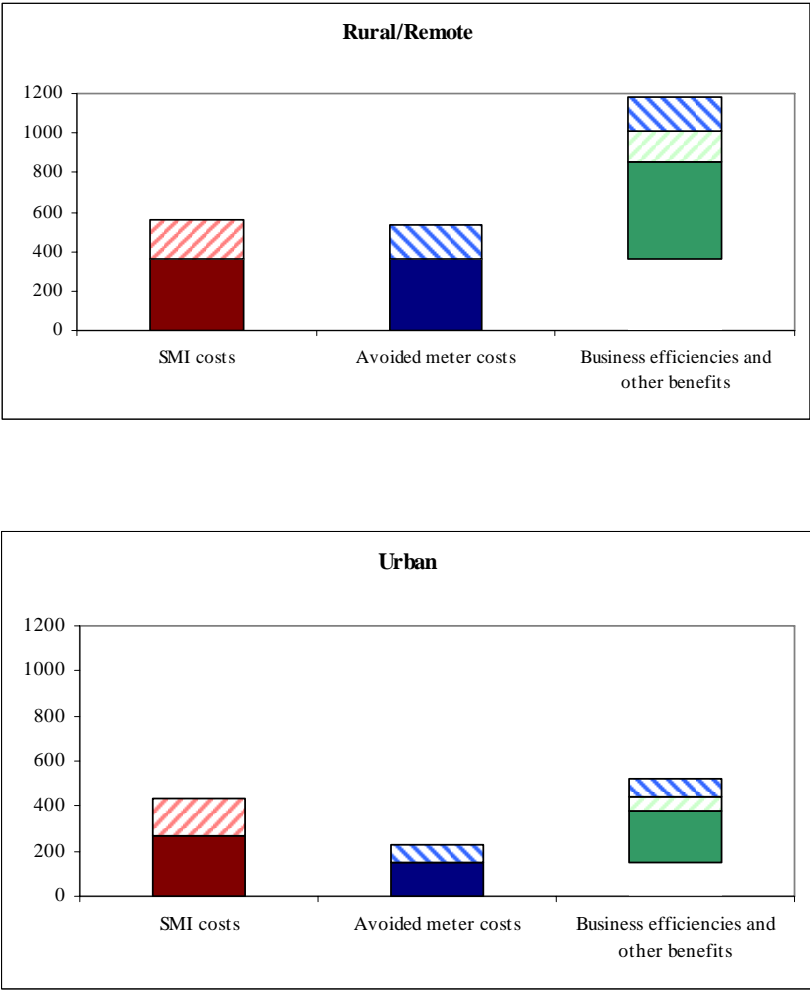 Rural/Remote
1200
1000
800
600
400
200
0
SMI costs
Avoided meter costs
Business efficiencies and
other benefits
Urban
1200
1000
800
600
400
200
0
SMI costs
Avoided meter costs
Business efficiencies and
other benefits